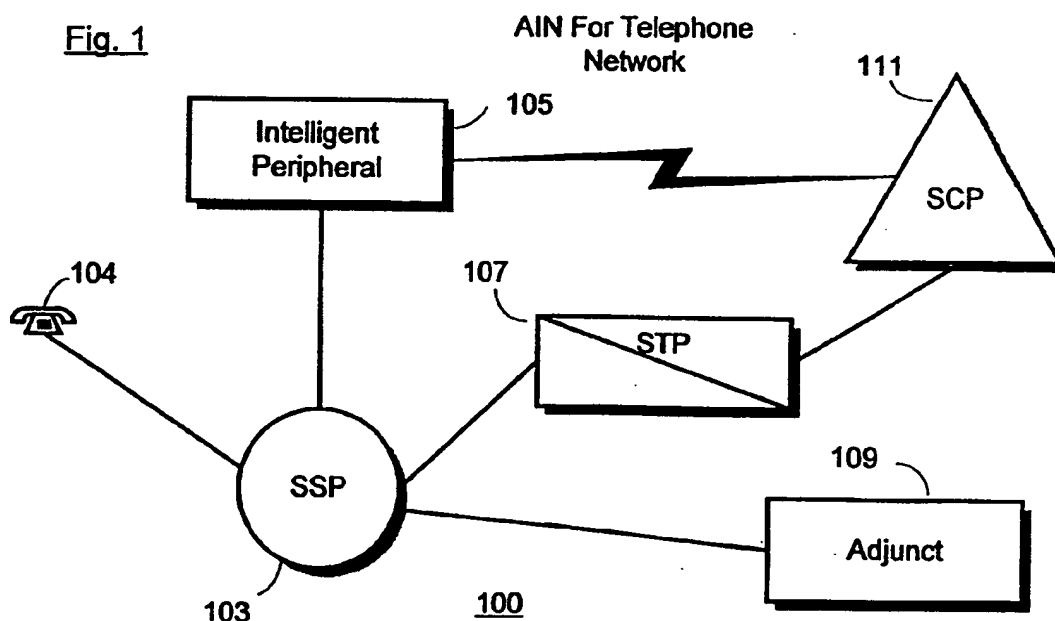 Fig. 1
AIN For Telephone
Network
111
105
Intelligent
Peripheral
SCP
104
107
STP
109
SSP
Adjunct
103
100